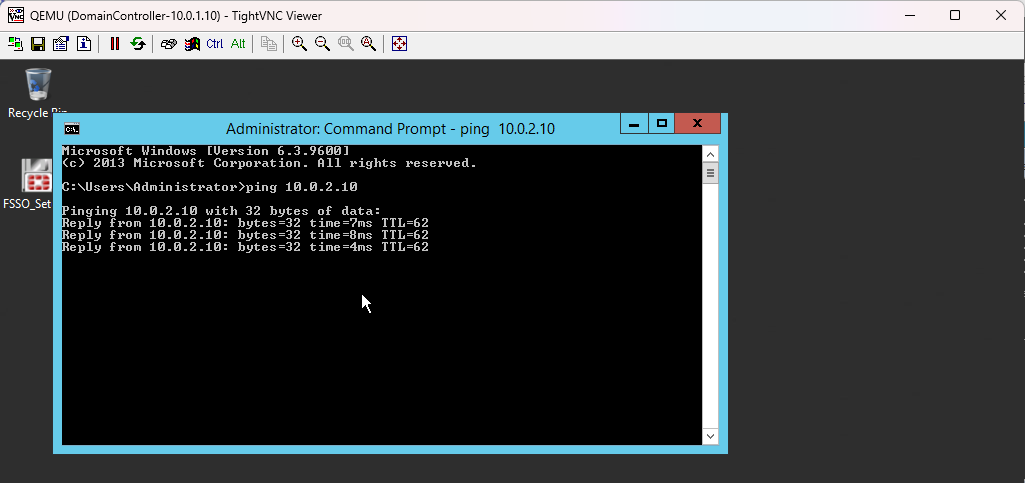 QEMU (DomainController-10.0.1.10) - TightVNC Viewer
Ctrl Alt
Recycle Bin
FSSO_Set
Administrator: Command Prompt - ping  10.0.2.10
Microsoft Windows [Version 6.3.9600]
(c) 2013 Microsoft Corporation. All rights reserved.
C:\Users\Administrator>ping 10.0.2.10
Pinging 10.0.2.10 with 32 bytes of data:
Reply from 10.0.2.10: bytes=32 time=7ms TTL=62
Reply from 10.0.2.10: bytes=32 time=8ms TTL=62
Reply from 10.0.2.10: bytes=32 time=4ms TTL=62